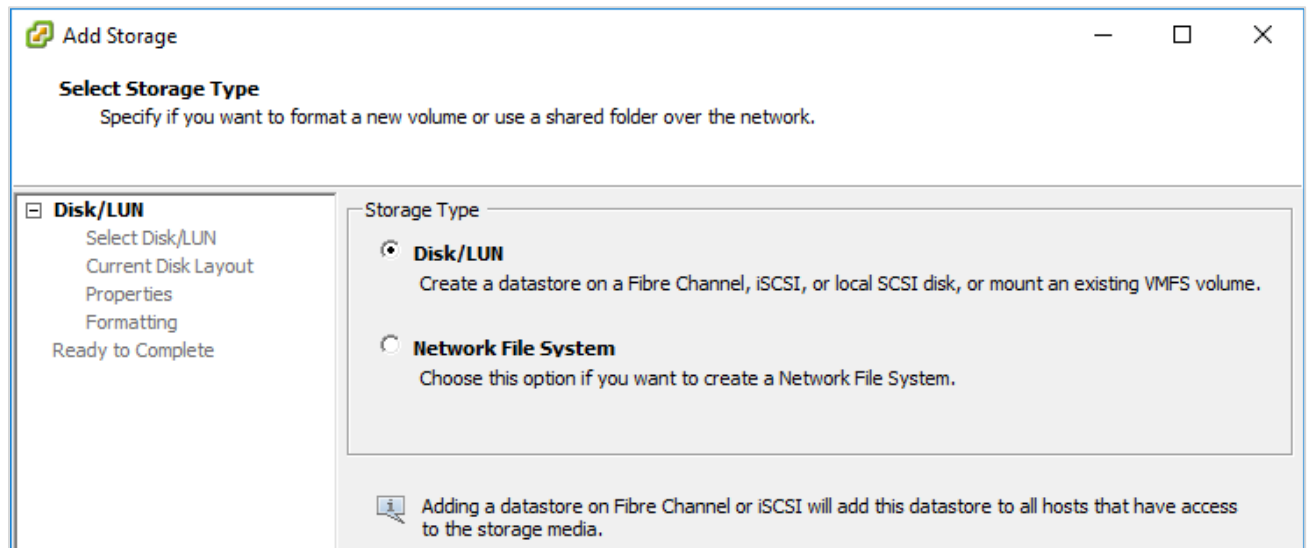 Add Storage
Select Storage Type
Specify if you want to format a new volume or use a shared folder over the network.
Disk/LUN
Select Disk/LUN
Current Disk Layout
Properties
Formatting
Ready to Complete
Storage Type
Disk/LUN
Create a datastore on a Fibre Channel, iSCSI, or local SCSI disk, or mount an existing VMFS volume.
Network File System
Choose this option if you want to create a Network File System.
Adding a datastore on Fibre Channel or iSCSI will add this datastore to all hosts that have access
to the storage media.